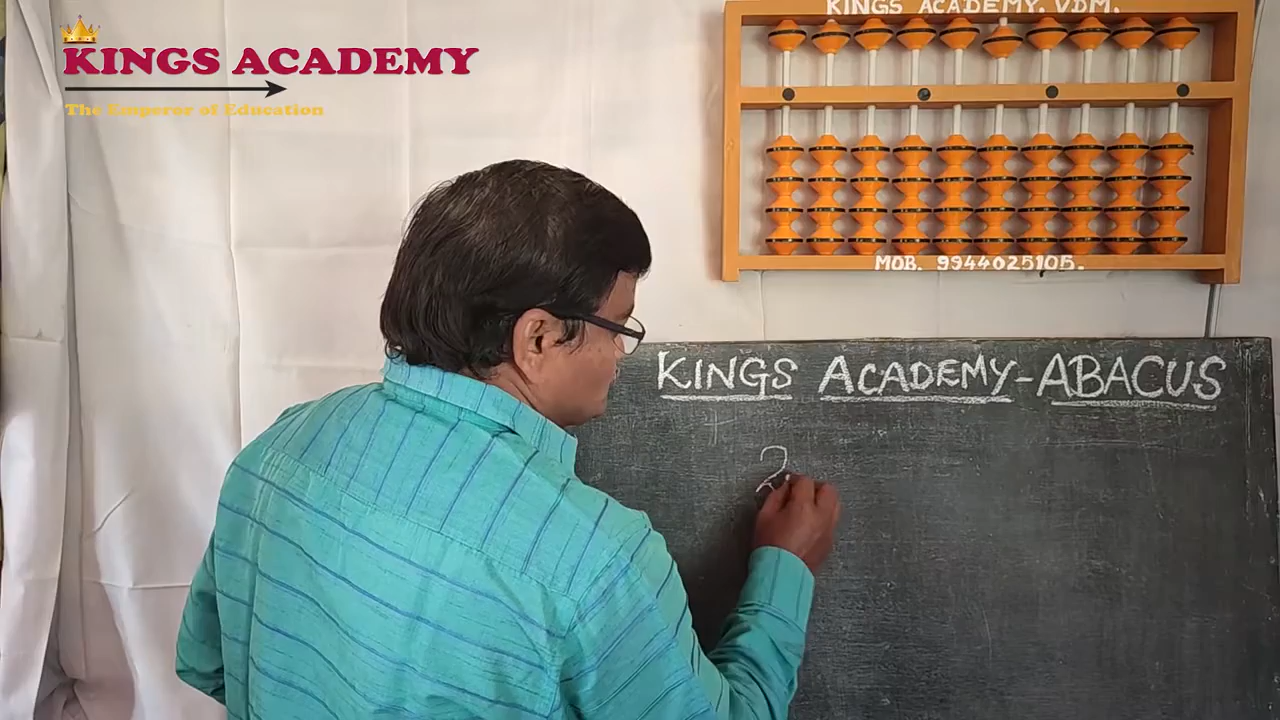 KINGS ACADEMY
The Emperor of Education
KINGS ACADEMY, VDM.
MOB. 9944025105.
KINGS ACADEMY-ABACUS
2